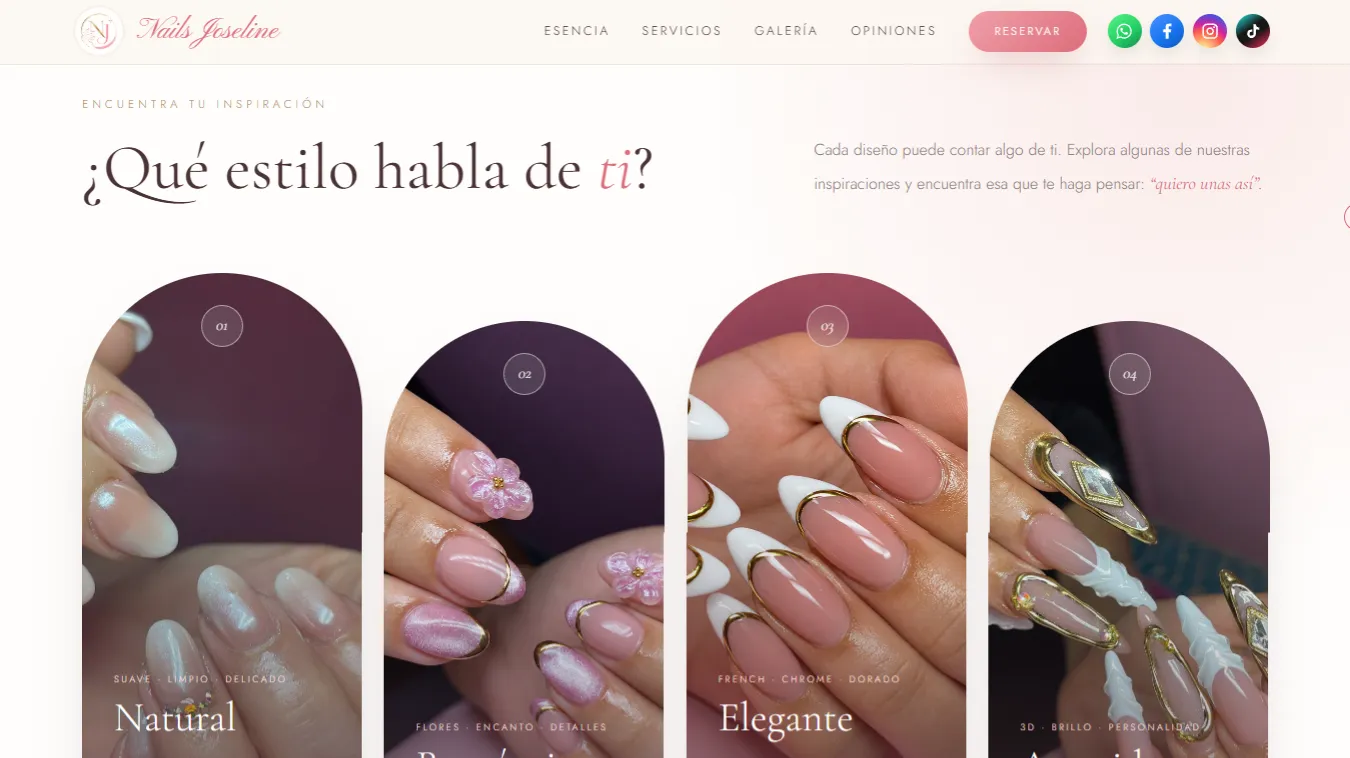 NJ
Nails Joseline
ESENCIA
SERVICIOS
GALERÍA
OPINIONES
RESERVAR
ENCUENTRA TU INSPIRACIÓN
¿Qué estilo habla de ti?
Cada diseño puede contar algo de ti. Explora algunas de nuestras
inspiraciones y encuentra esa que te haga pensar: “quiero unas así”.
01
02
03
04
SUAVE · LIMPIO · DELICADO
Natural
FLORES · ENCANTO · DETALLES
FRENCH · CHROME · DORADO
Elegante
3D · BRILLO · PERSONALIDAD